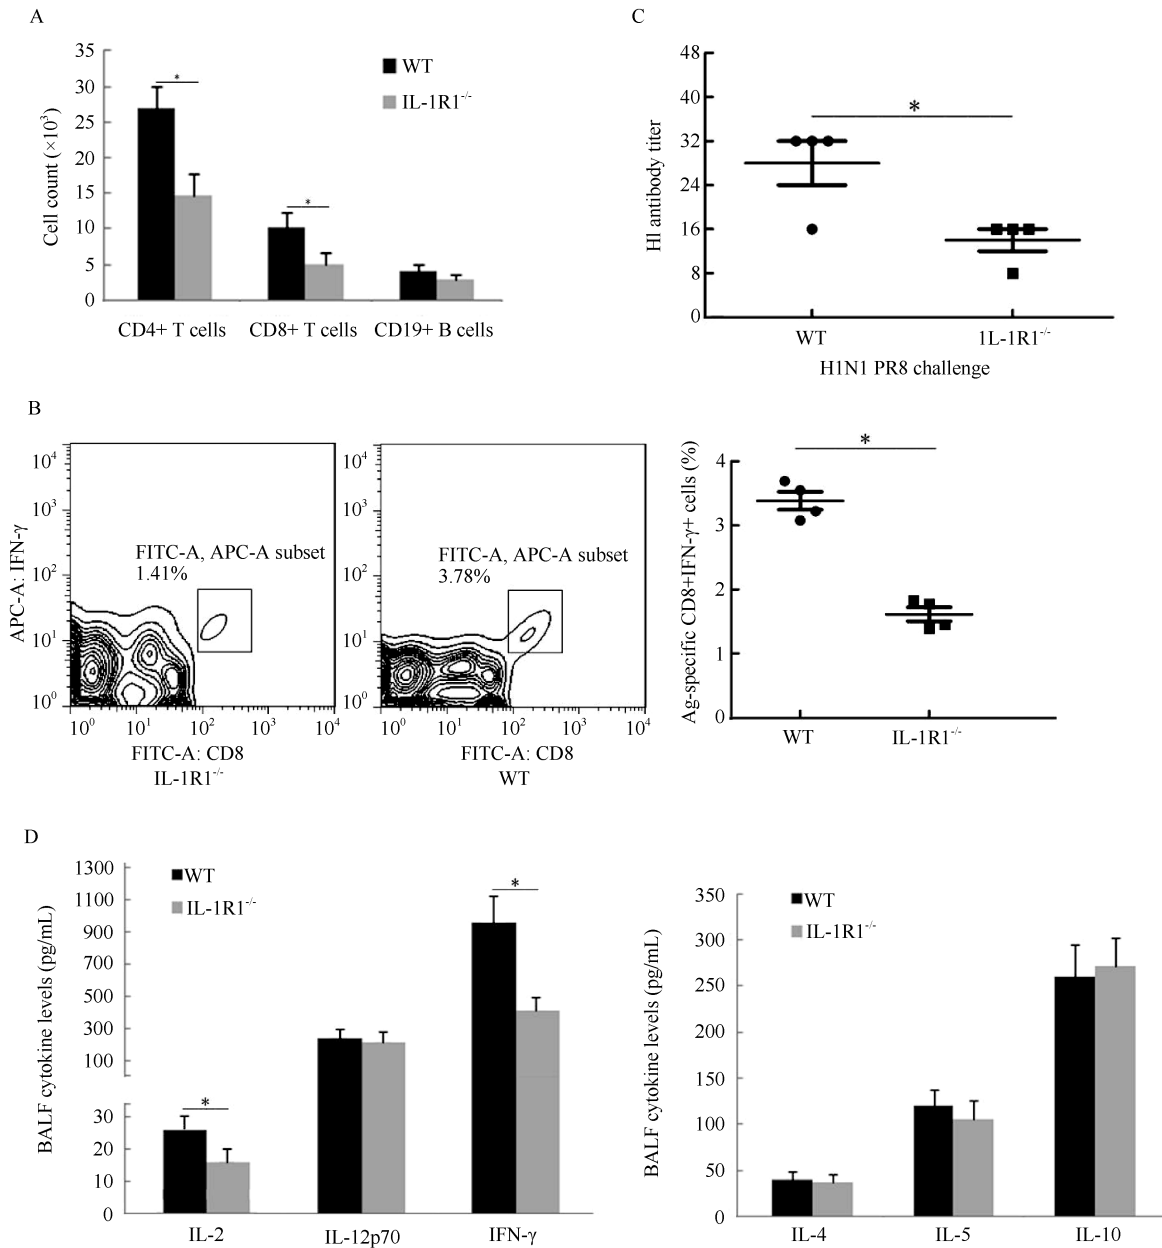 A
35
30
25
20
15
10
5
0
Cell count (×10³)
WT
IL-1R1⁻/⁻
*
*
CD4+ T cells
CD8+ T cells
CD19+ B cells
C
48
40
32
24
16
8
0
HI antibody titer
*
WT
1L-1R1⁻/⁻
H1N1 PR8 challenge
B
10⁴
10³
10²
10¹
10⁰
APC-A: IFN-γ
FITC-A, APC-A subset
1.41%
10⁰ 10¹ 10² 10³ 10⁴
FITC-A: CD8
IL-1R1⁻/⁻
10⁴
10³
10²
10¹
10⁰
FITC-A, APC-A subset
3.78%
10⁰ 10¹ 10² 10³ 10⁴
FITC-A: CD8
WT
4
3
2
1
0
Ag-specific CD8+IFN-γ+ cells (%)
*
WT
IL-1R1⁻/⁻
D
1300
1100
900
700
500
300
100
30
20
10
0
BALF cytokine levels (pg/mL)
WT
IL-1R1⁻/⁻
*
*
IL-2
IL-12p70
IFN-γ
350
300
250
200
150
100
50
0
BALF cytokine levels (pg/mL)
WT
IL-1R1⁻/⁻
IL-4
IL-5
IL-10